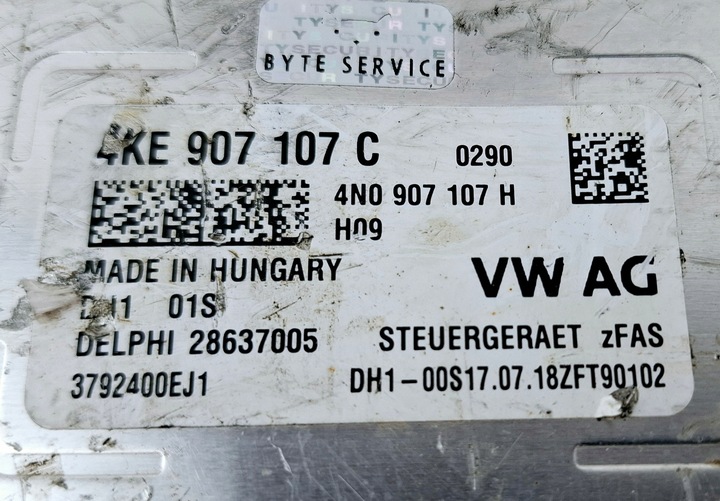 BYTE SERVICE
4KE 907 107 C 0290
4N0 907 107 H
H09
MADE IN HUNGARY
VW AG
01S
DELPHI 28637005
STEUERGERAET zFAS
3792400EJ1
DH1-00S17.07.18ZFT90102